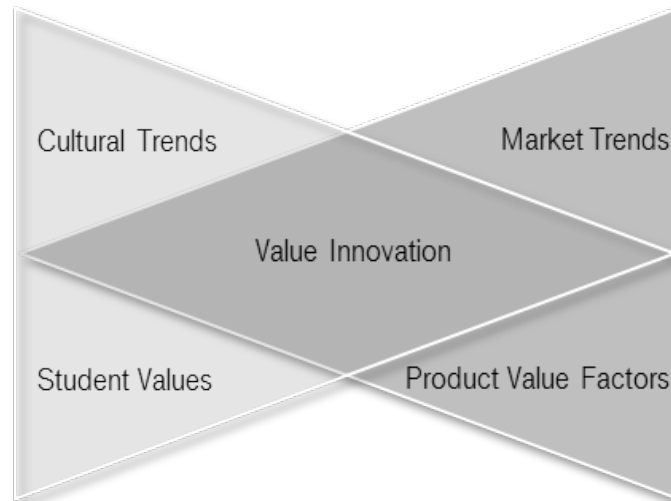 Cultural Trends
Market Trends
Value Innovation
Student Values
Product Value Factors